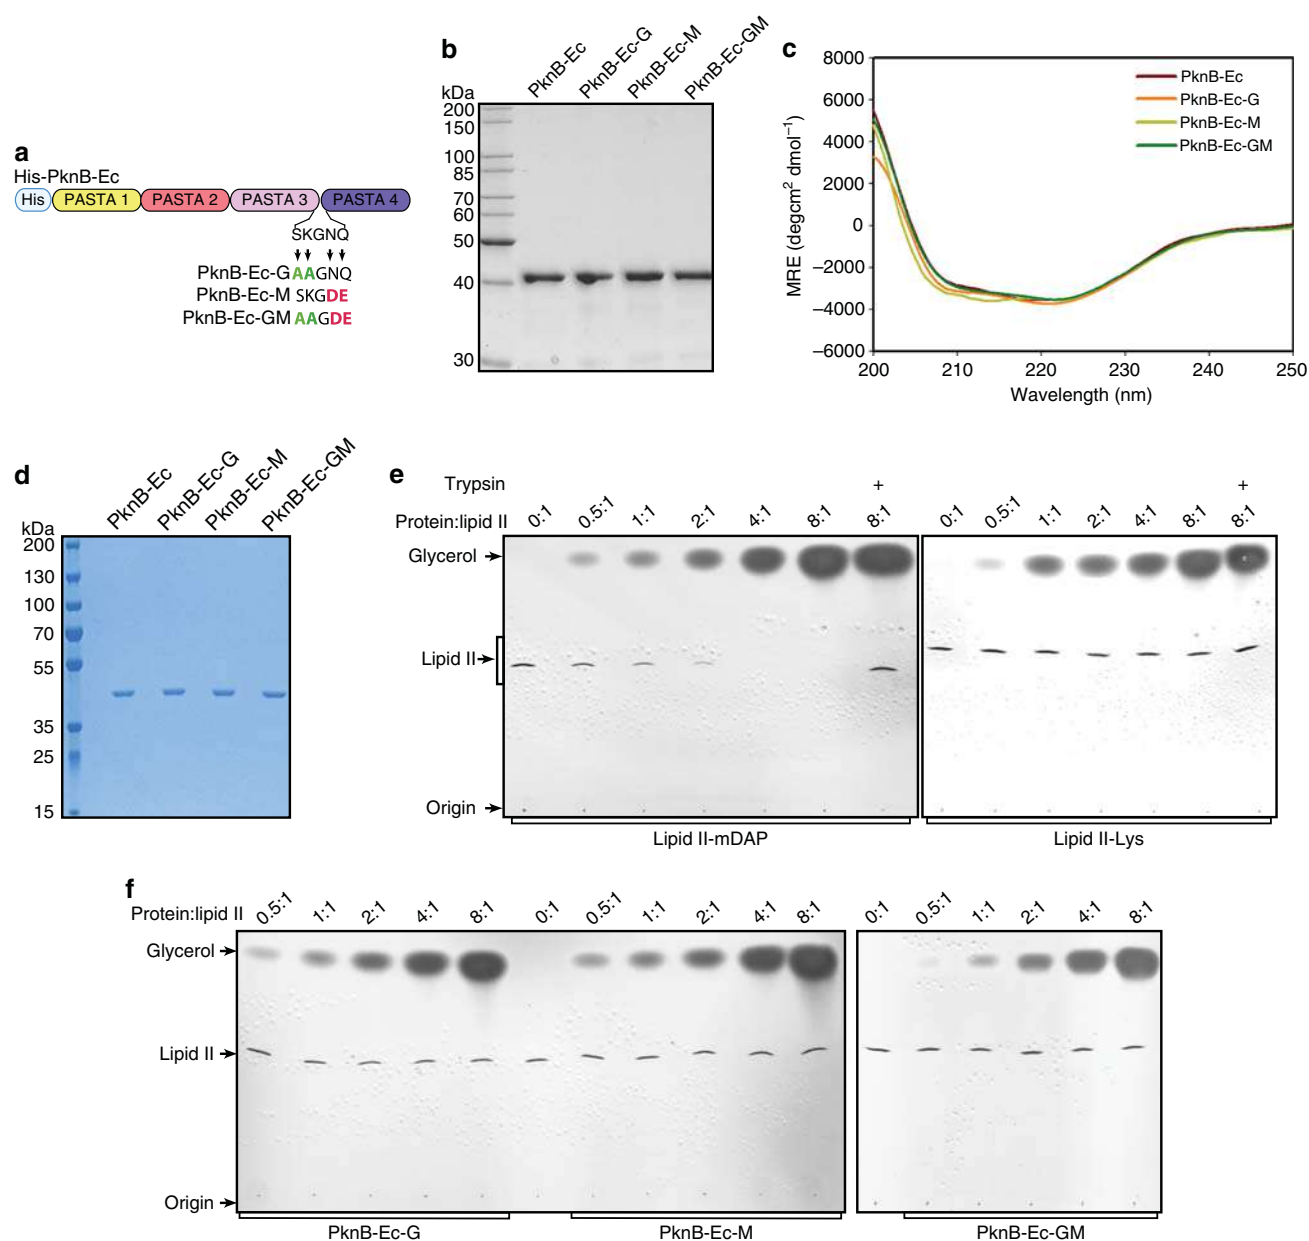 a
His-PknB-Ec
His PASTA 1 PASTA 2 PASTA 3 PASTA 4
SKGNQ
PknB-Ec-G AAGNQ
PknB-Ec-M SKGDE
PknB-Ec-GM AAGDE
b
PknB-Ec PknB-Ec-G PknB-Ec-M PknB-Ec-GM
kDa
200
150
100
85
70
60
50
40
30
c
8000
6000
4000
2000
0
–2000
–4000
–6000
MRE (degcm² dmol⁻¹)
PknB-Ec
PknB-Ec-G
PknB-Ec-M
PknB-Ec-GM
200 210 220 230 240 250
Wavelength (nm)
d
PknB-Ec PknB-Ec-G PknB-Ec-M PknB-Ec-GM
kDa
200
130
100
70
55
35
25
15
e
Trypsin + +
Protein:lipid II 0:1 0.5:1 1:1 2:1 4:1 8:1 8:1 0:1 0.5:1 1:1 2:1 4:1 8:1 8:1
Glycerol
Lipid II
Origin
Lipid II-mDAP Lipid II-Lys
f
Protein:lipid II 0.5:1 1:1 2:1 4:1 8:1 0:1 0.5:1 1:1 2:1 4:1 8:1 0:1 0.5:1 1:1 2:1 4:1 8:1
Glycerol
Lipid II
Origin
PknB-Ec-G PknB-Ec-M PknB-Ec-GM